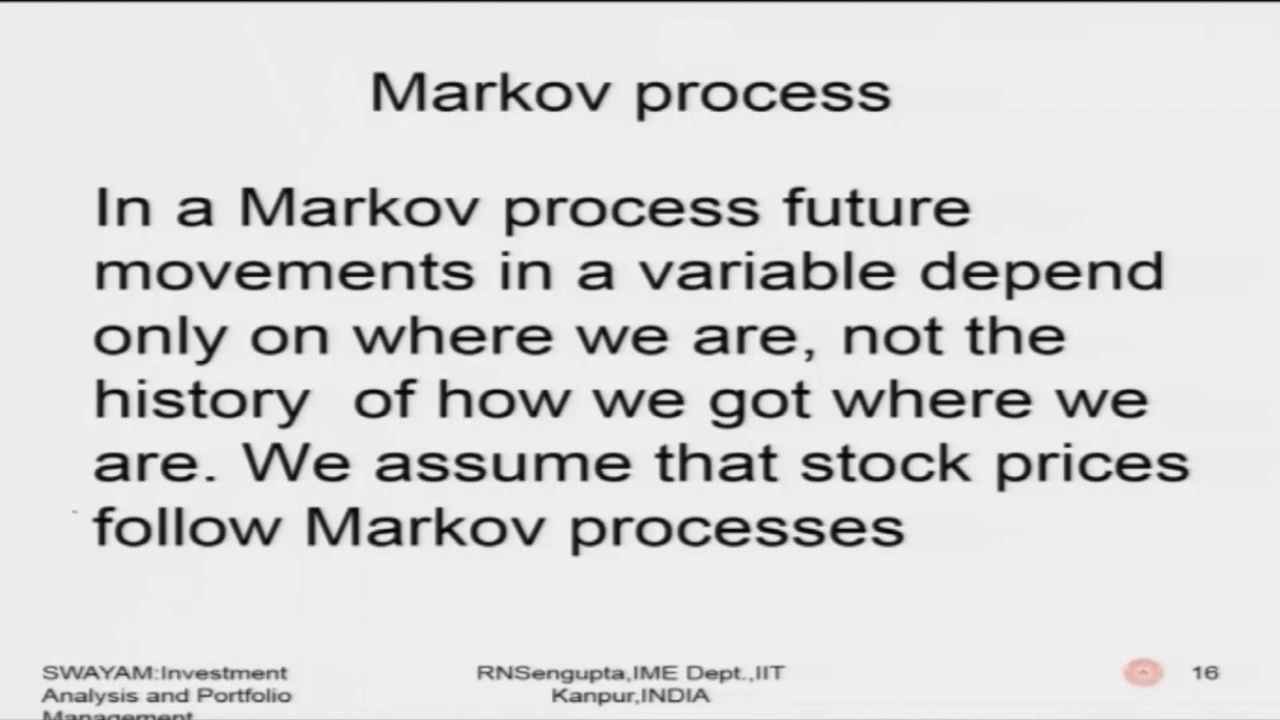 Markov process
In a Markov process future
movements in a variable depend
only on where we are, not the
history of how we got where we
are. We assume that stock prices
follow Markov processes
SWAYAM:Investment
Analysis and Portfolio
Management
RNSengupta,IME Dept.,IIT
Kanpur,INDIA
16